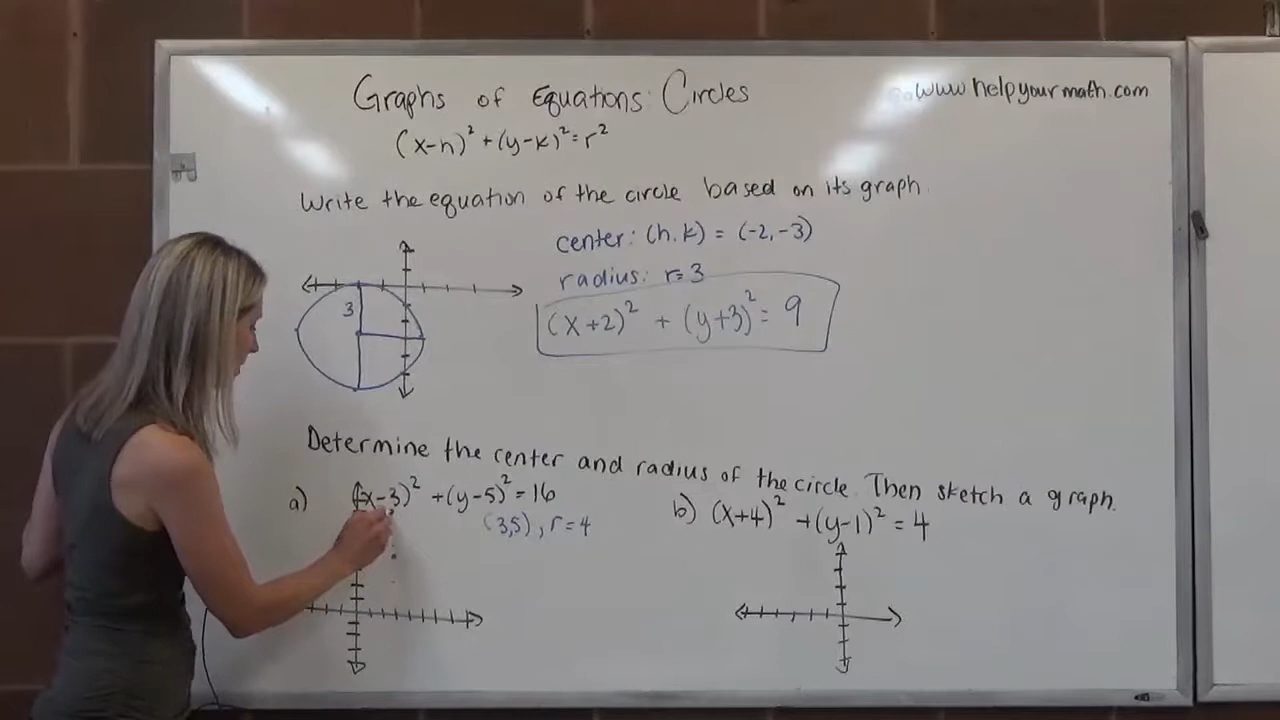 Graphs of Equations: Circles
www.helpyourmath.com
(x-h)² + (y-k)² = r²
Write the equation of the circle based on its graph.
center: (h,k) = (-2,-3)
radius: r=3
3
(x+2)² + (y+3)² = 9
Determine the center and radius of the circle. Then sketch a graph.
a) (x-3)² + (y-5)² = 16
(3,5), r=4
b) (x+4)² + (y-1)² = 4